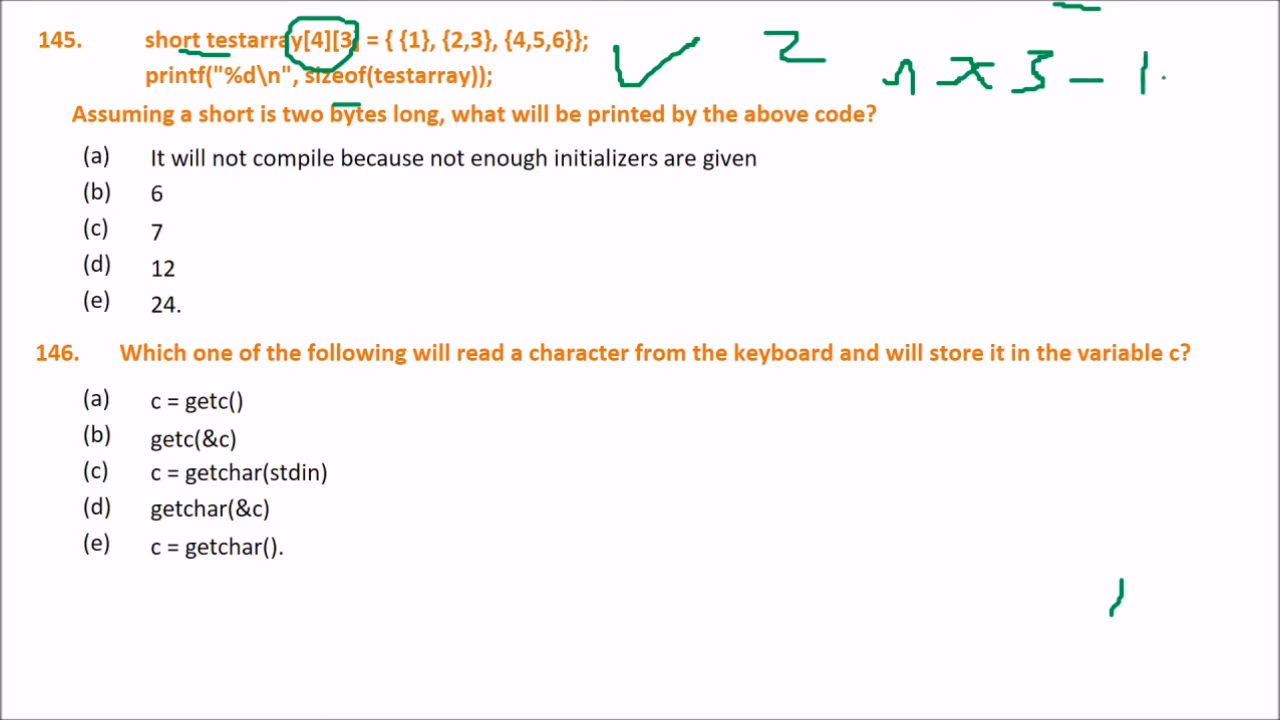 145. short testarray[4][3] = { {1}, {2,3}, {4,5,6}};
printf("%d\n", sizeof(testarray));
2
x 3 - 1
Assuming a short is two bytes long, what will be printed by the above code?
(a) It will not compile because not enough initializers are given
(b) 6
(c) 7
(d) 12
(e) 24.
146. Which one of the following will read a character from the keyboard and will store it in the variable c?
(a) c = getc()
(b) getc(&c)
(c) c = getchar(stdin)
(d) getchar(&c)
(e) c = getchar().